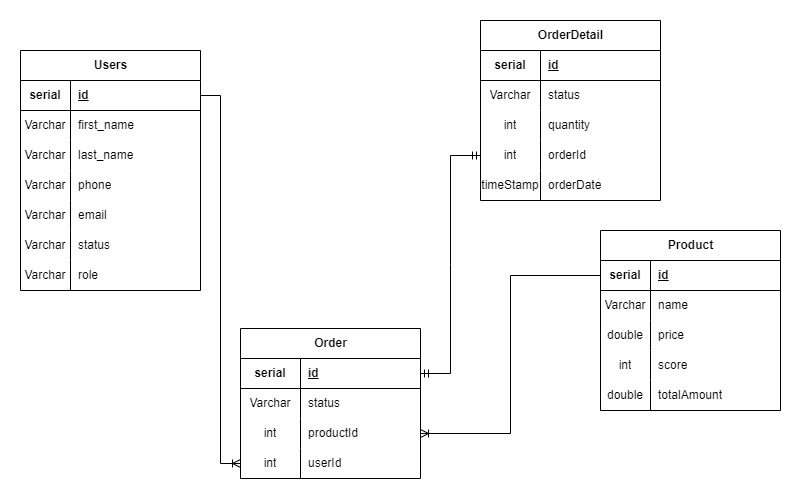 Users
serial id
Varchar first_name
Varchar last_name
Varchar phone
Varchar email
Varchar status
Varchar role
OrderDetail
serial id
Varchar status
int quantity
int orderId
timeStamp orderDate
Product
serial id
Varchar name
double price
int score
double totalAmount
Order
serial id
Varchar status
int productId
int userId